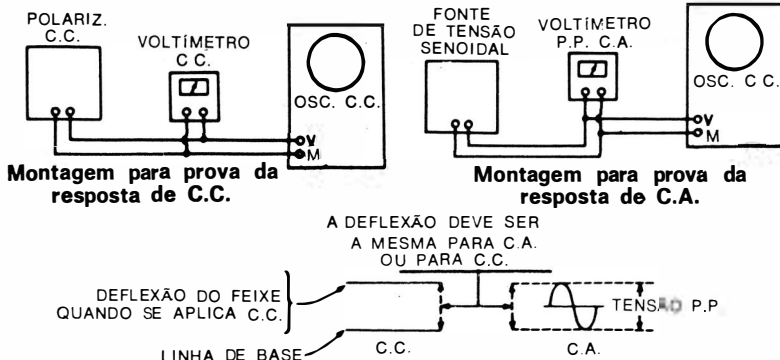 POLARIZ.
C.C.
VOLTÍMETRO
C C.
OSC. C.C.
V
M
Montagem para prova da
resposta de C.C.
FONTE
DE TENSÃO
SENOIDAL
VOLTÍMETRO
P.P. C.A.
OSC. C C.
V
M
Montagem para prova da
resposta de C.A.
A DEFLEXÃO DEVE SER
A MESMA PARA C.A.
OU PARA C.C.
DEFLEXÃO DO FEIXE
QUANDO SE APLICA C.C.
LINHA DE BASE
C.C.
C.A.
TENSÃO P.P.